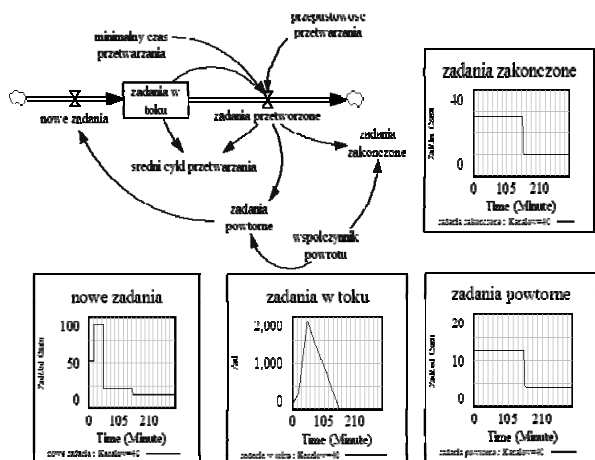 przepustowosc
przetwarzania
minimalny czas
przetwarzania
zadania w
toku
nowe zadania
zadania przetworzone
zadania
zakonczone
sredni cykl przetwarzania
zadania
powtorne
wspolczynnik
powrotu
zadania zakonczone
40
0
0 105 210
Time (Minute)
nowe zadania
100
50
0
0 105 210
Time (Minute)
zadania w toku
2,000
1,000
0
0 105 210
Time (Minute)
zadania powtorne
20
10
0
0 105 210
Time (Minute)